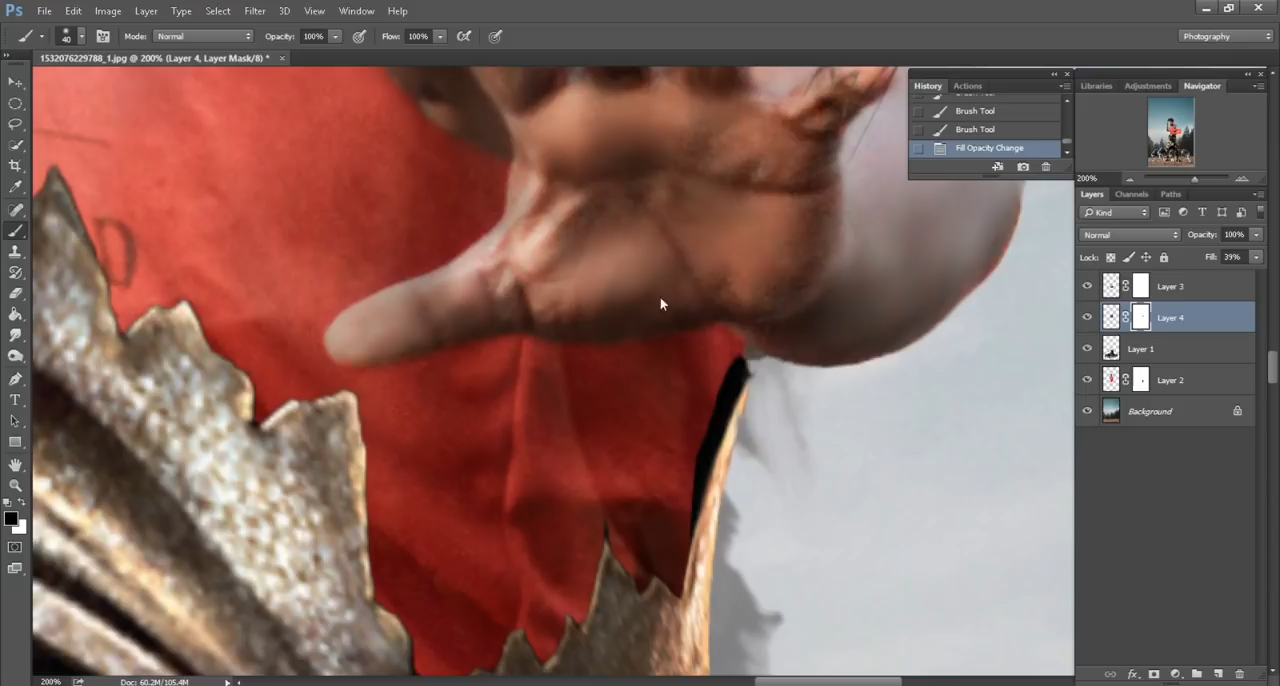 Ps File Edit Image Layer Type Select Filter 3D View Window Help
40 Mode: Normal Opacity: 100% Flow: 100% Photography
1532076229788_1.jpg @ 200% (Layer 4, Layer Mask/8) * ×
History Actions
Brush Tool
Brush Tool
Fill Opacity Change
Libraries Adjustments Navigator
200%
Layers Channels Paths
Kind
Normal Opacity: 100%
Lock: Fill: 39%
Layer 3
Layer 4
Layer 1
Layer 2
Background
D
200% Doc: 60.2M/105.4M